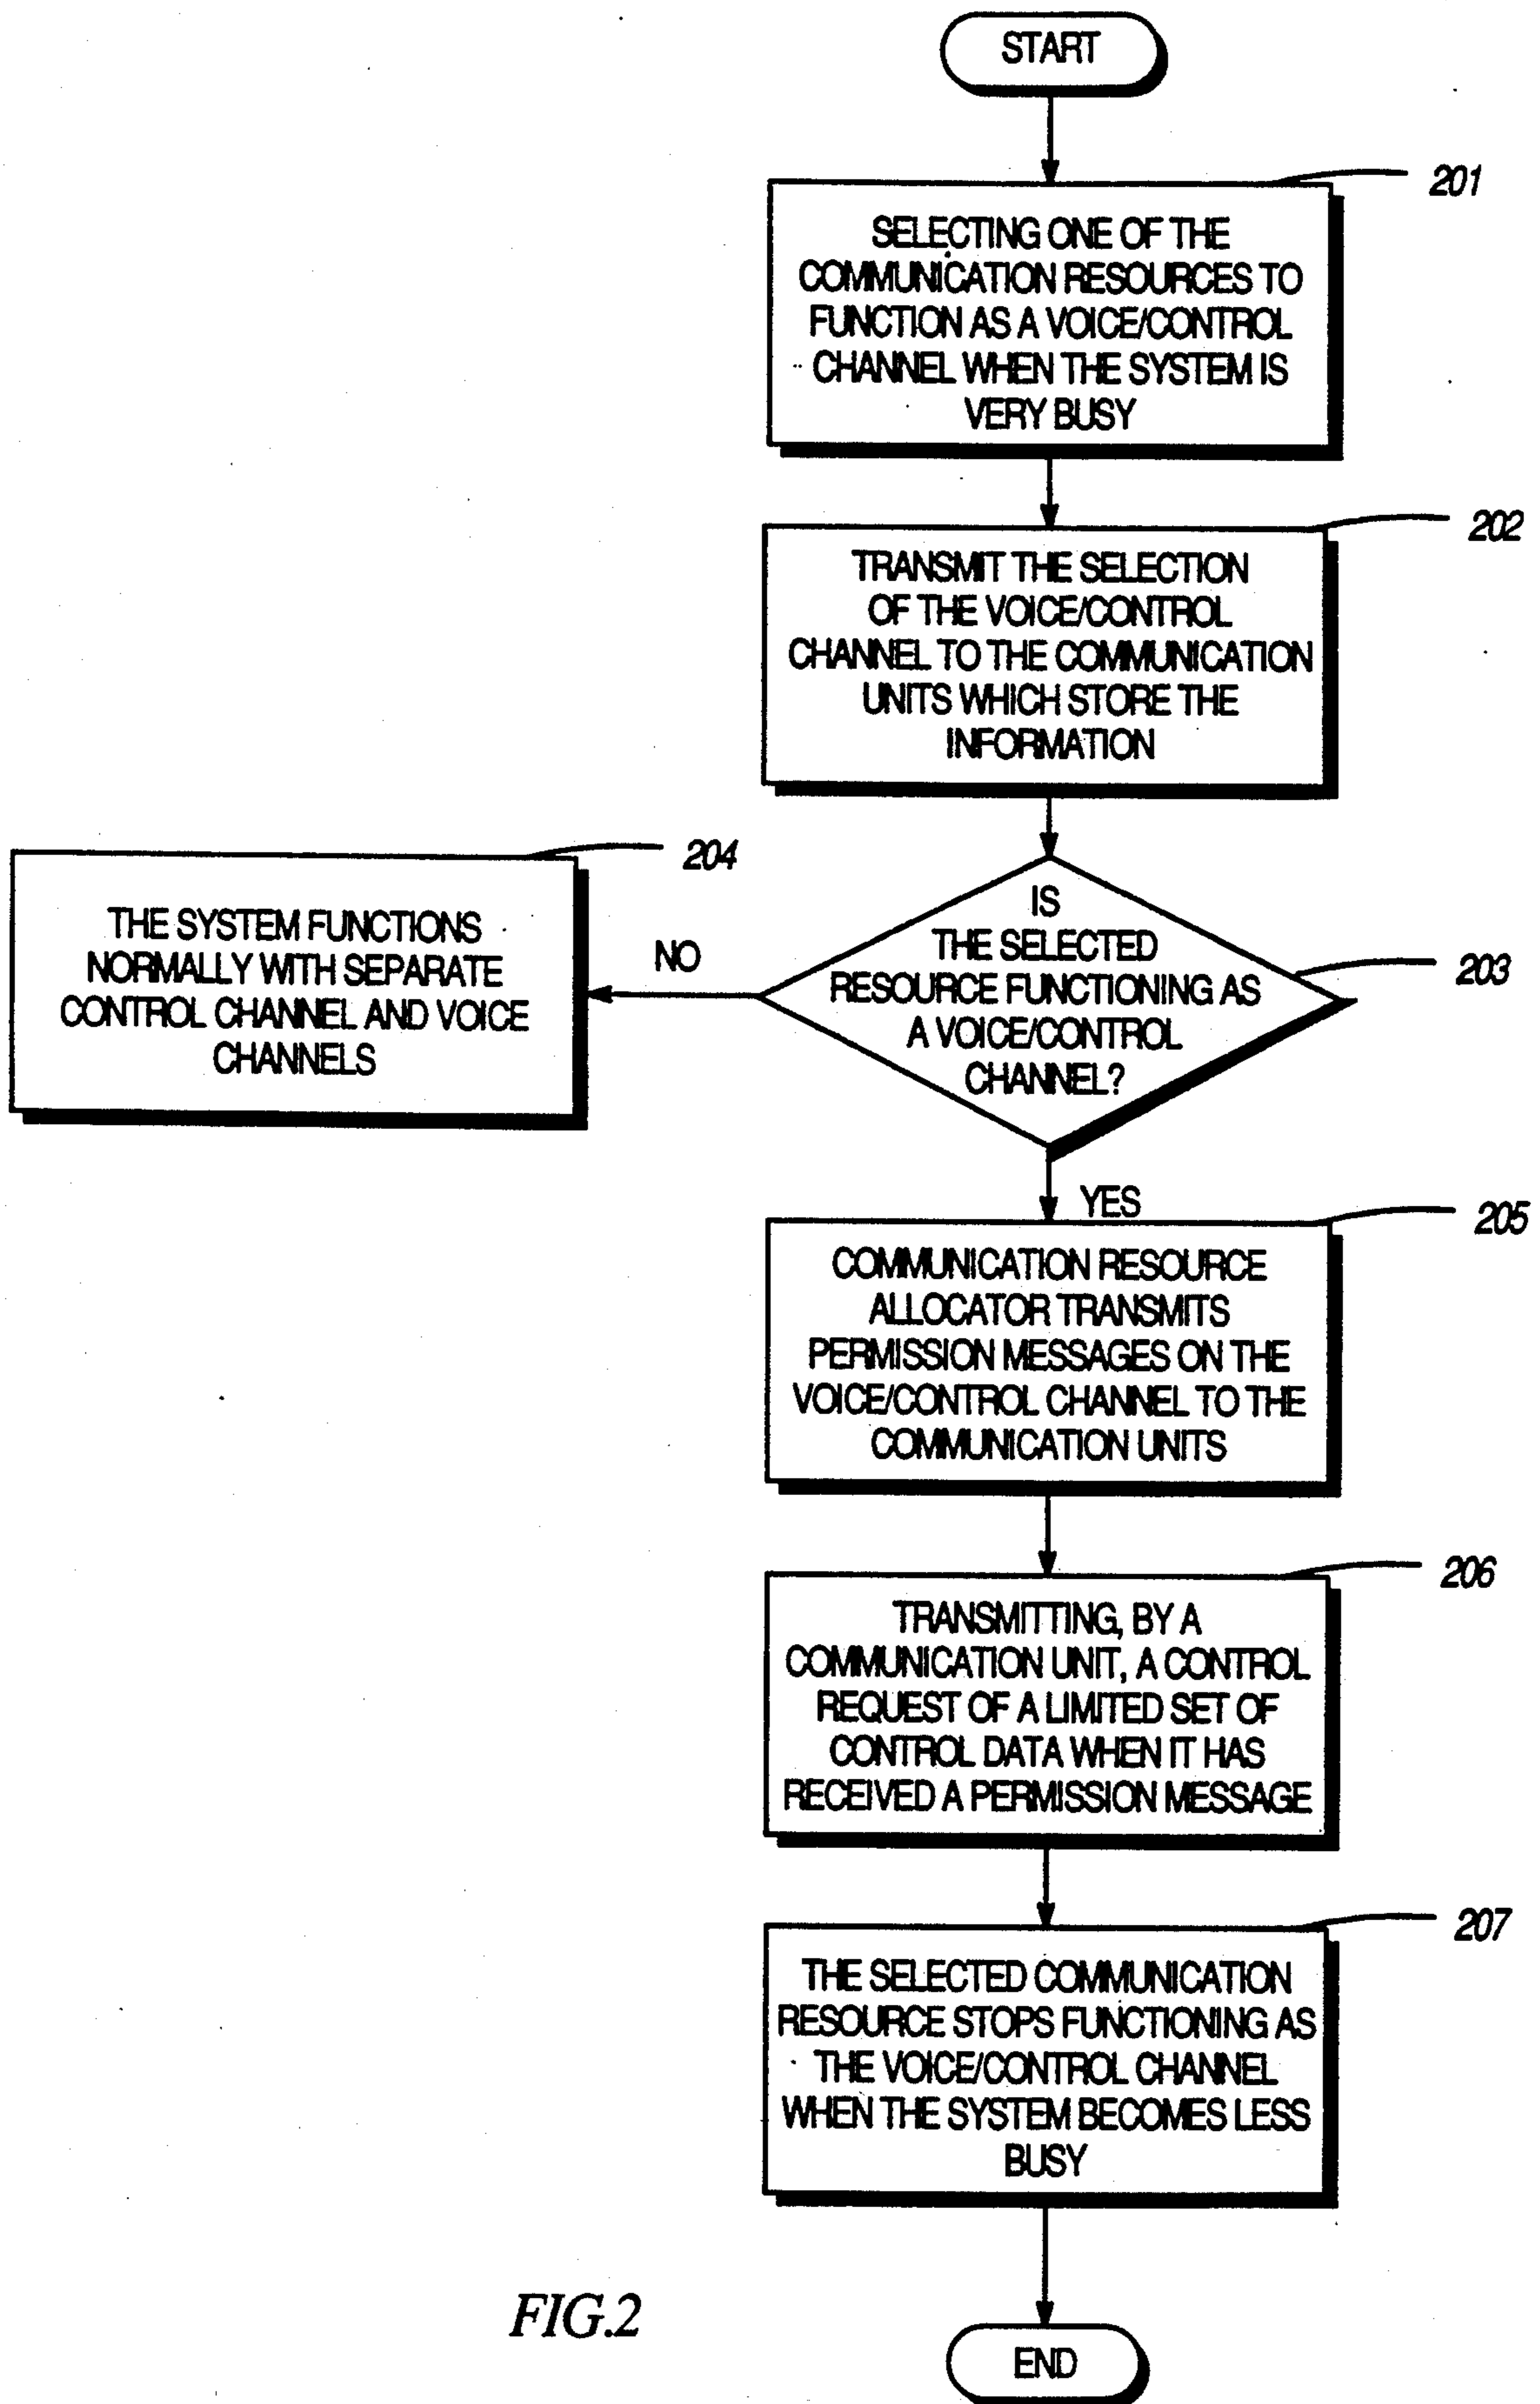 START
201
SELECTING ONE OF THE
COMMUNICATION RESOURCES TO
FUNCTION AS A VOICE/CONTROL
CHANNEL WHEN THE SYSTEM IS
VERY BUSY
202
TRANSMIT THE SELECTION
OF THE VOICE/CONTROL
CHANNEL TO THE COMMUNICATION
UNITS WHICH STORE THE
INFORMATION
204
THE SYSTEM FUNCTIONS
NORMALLY WITH SEPARATE
CONTROL CHANNEL AND VOICE
CHANNELS
NO
IS
THE SELECTED
RESOURCE FUNCTIONING AS
A VOICE/CONTROL
CHANNEL?
203
YES
205
COMMUNICATION RESOURCE
ALLOCATOR TRANSMITS
PERMISSION MESSAGES ON THE
VOICE/CONTROL CHANNEL TO THE
COMMUNICATION UNITS
206
TRANSMITTING, BY A
COMMUNICATION UNIT, A CONTROL
REQUEST OF A LIMITED SET OF
CONTROL DATA WHEN IT HAS
RECEIVED A PERMISSION MESSAGE
207
THE SELECTED COMMUNICATION
RESOURCE STOPS FUNCTIONING AS
THE VOICE/CONTROL CHANNEL
WHEN THE SYSTEM BECOMES LESS
BUSY
FIG.2
END